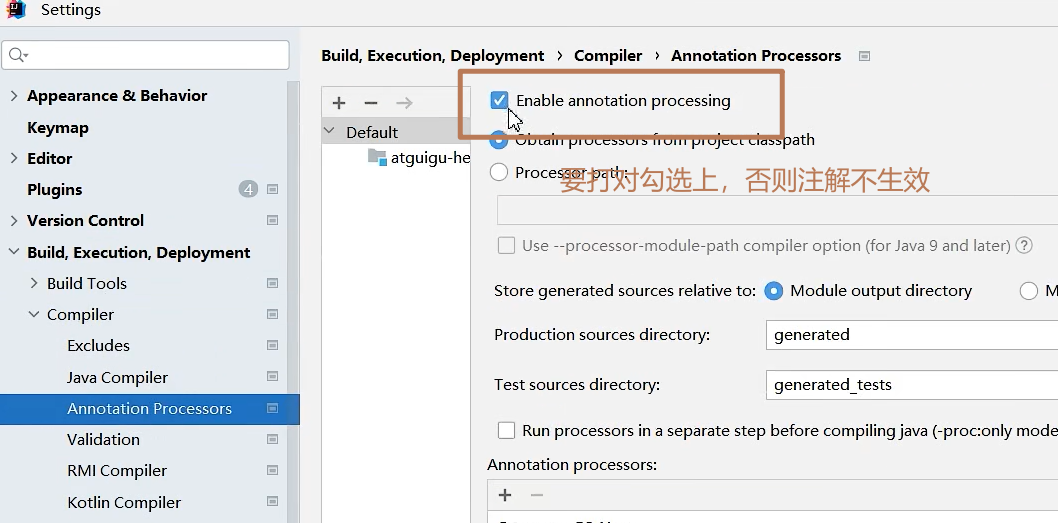 Settings
Build, Execution, Deployment › Compiler › Annotation Processors
Appearance & Behavior
Keymap
Editor
Plugins 4
Version Control
Build, Execution, Deployment
Build Tools
Compiler
Excludes
Java Compiler
Annotation Processors
Validation
RMI Compiler
Kotlin Compiler
Default
atguigu-he
Enable annotation processing
Obtain processors from project classpath
Processor path:
要打对勾选上，否则注解不生效
Use --processor-module-path compiler option (for Java 9 and later) ?
Store generated sources relative to: Module output directory M
Production sources directory: generated
Test sources directory: generated_tests
Run processors in a separate step before compiling java (-proc:only mode
Annotation processors: